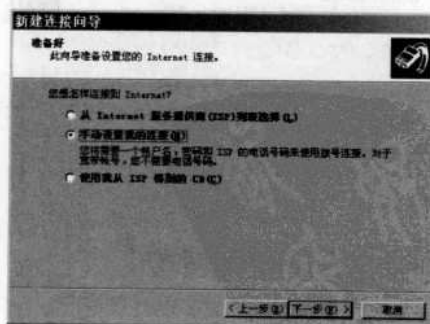 新建连接向导
准备好
此向导准备设置您的 Internet 连接。
您想怎样连接到 Internet?
从 Internet 服务提供商(ISP)列表选择(L)
手动设置我的连接(M)
您将需要一个帐户名，密码和 ISP 的电话号码来使用拨号连接。对于
宽带帐号，您不需要电话号码。
使用我从 ISP 得到的 CD(C)
<上一步(B) 下一步(N)> 取消